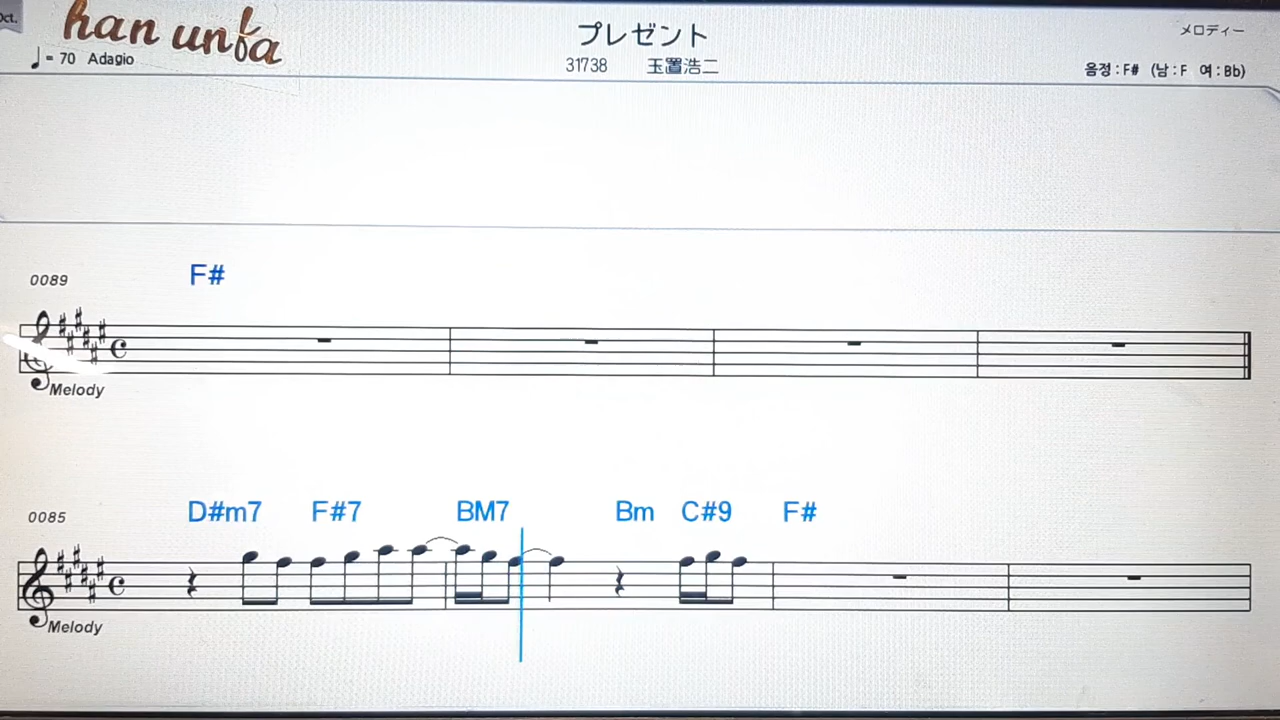 Oct.
han unba
= 70 Adagio
プレゼント
31738 玉置浩二
メロディー
음정 : F# (남 : F 여 : Bb)
0089
F#
Melody
0085
D#m7 F#7 BM7 Bm C#9 F#
Melody